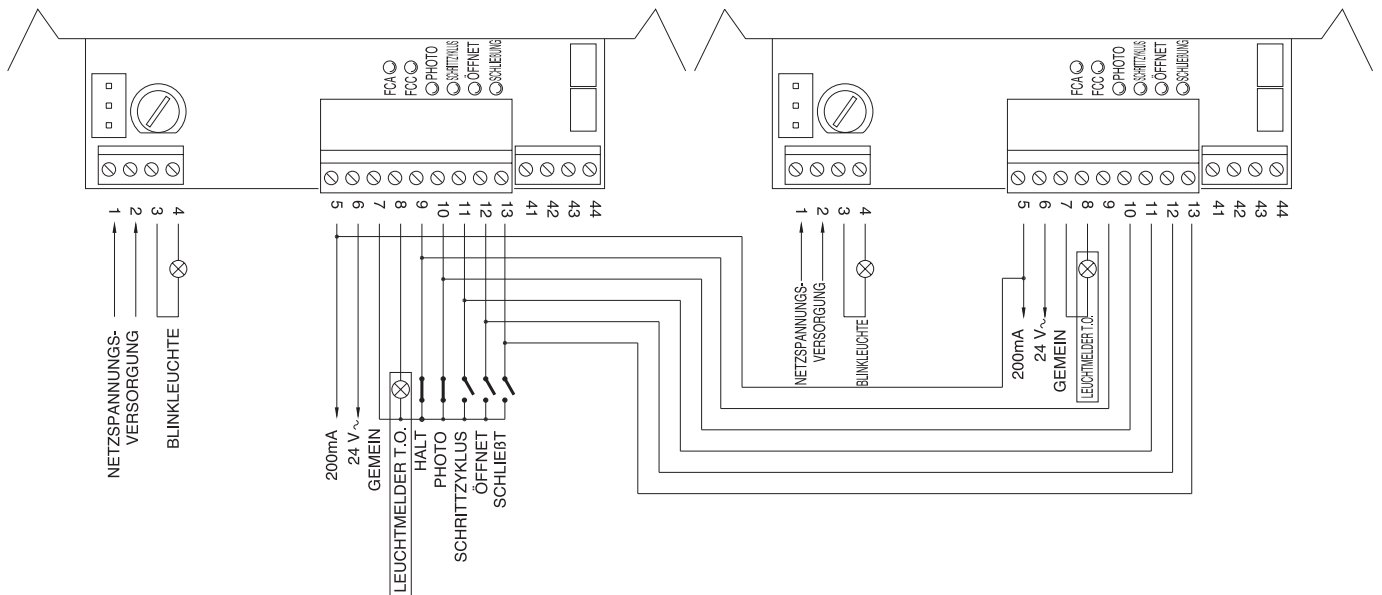 FCA
FCC
PHOTO
SCHRITTZYKLUS
ÖFFNET
SCHLIEBUNG
FCA
FCC
PHOTO
SCHRITTZYKLUS
ÖFFNET
SCHLIEBUNG
1 2 3 4
5 6 7 8 9 10 11 12 13
41 42 43 44
1 2 3 4
5 6 7 8 9 10 11 12 13
41 42 43 44
NETZSPANNUNGS-
VERSORGUNG
BLINKLEUCHTE
200mA
24 V~
GEMEIN
LEUCHTMELDER T.O.
HALT
PHOTO
SCHRITTZYKLUS
ÖFFNET
SCHLIEßT
NETZSPANNUNGS-
VERSORGUNG
BLINKLEUCHTE
200mA
24 V~
GEMEIN
LEUCHTMELDER T.O.